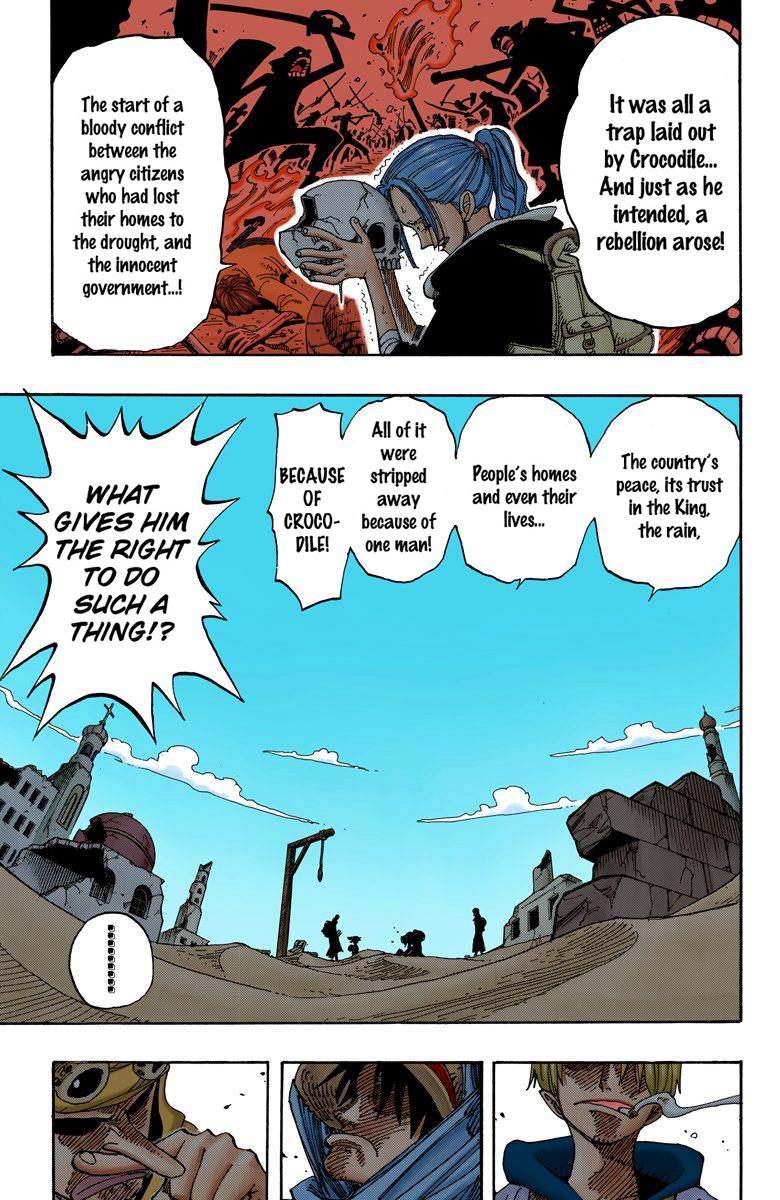 It was all a
trap laid out
by Crocodile...
And just as he
intended, a
rebellion arose!
The start of a
bloody conflict
between the
angry citizens
who had lost
their homes to
the drought, and
the innocent
government...!
The country's
peace, its trust
in the King,
the rain,
People's homes
and even their
lives...
All of it
were
stripped
away
because of
one man!
BECAUSE
OF
CROCO-
DILE!
WHAT
GIVES HIM
THE RIGHT
TO DO
SUCH A
THING!?